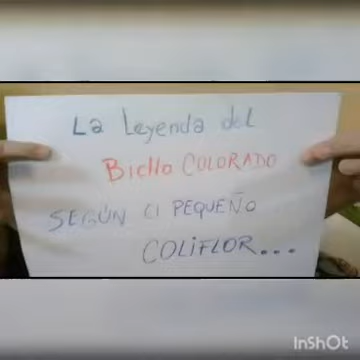 La Leyenda del
Bicho COLORADO
SEGÚN el PEQUEÑO
COLIFLOR...
InShOt